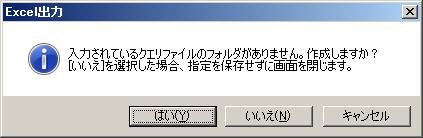 Excel出力
入力されているクエリファイルのフォルダがありません。作成しますか?
[いいえ]を選択した場合、指定を保存せずに画面を閉じます。
はい(Y)
いいえ(N)
キャンセル